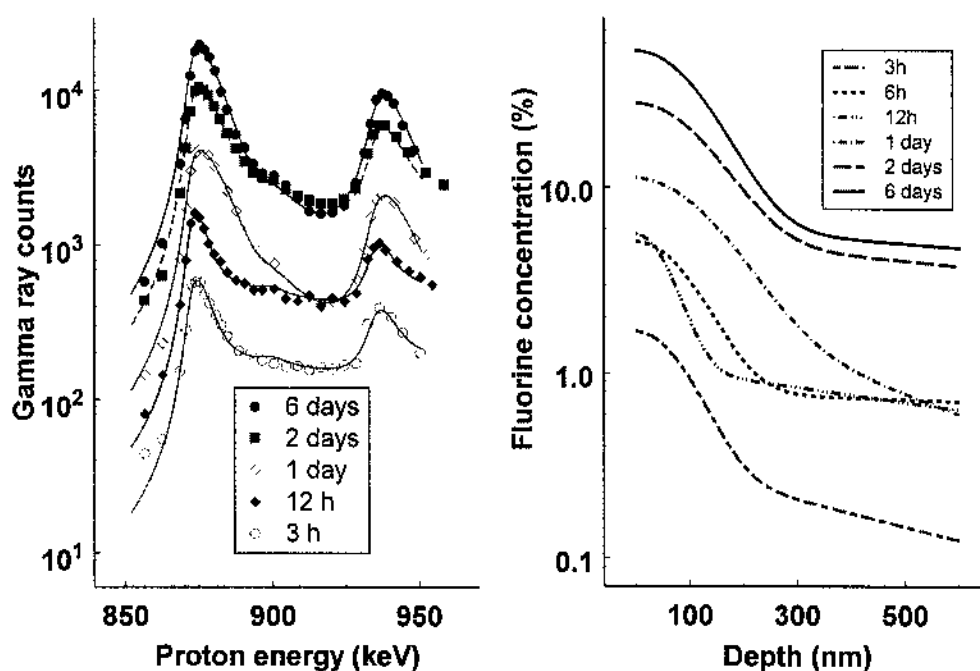 Gamma ray counts
10⁴
10³
10²
10¹
850
900
950
Proton energy (keV)
6 days
2 days
1 day
12 h
3 h
Fluorine concentration (%)
10.0
1.0
0.1
100
300
500
Depth (nm)
3h
6h
12h
1 day
2 days
6 days